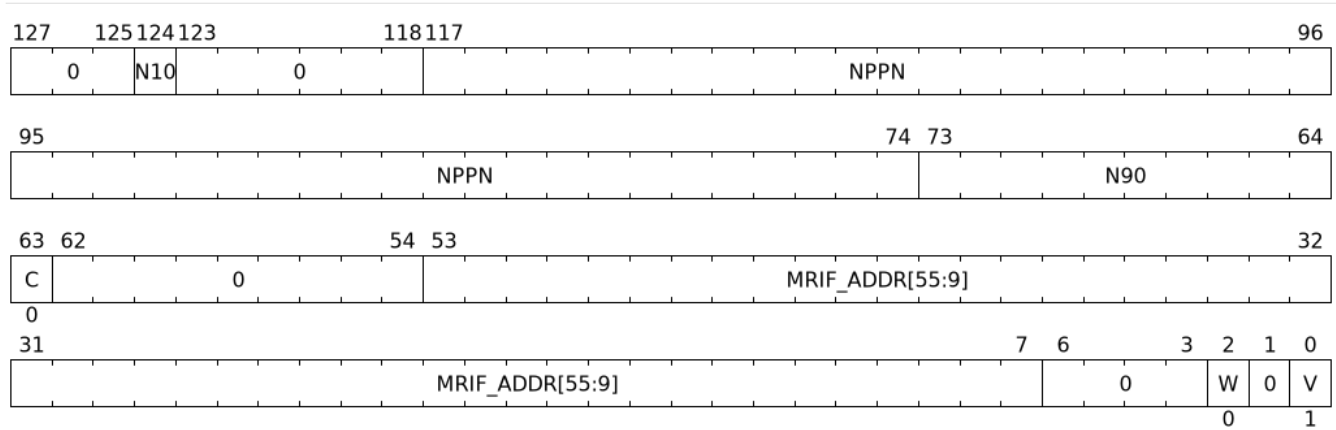 127 125 124 123 118 117 96
0 N10 0 NPPN
95 74 73 64
NPPN N90
63 62 54 53 32
C 0 MRIF_ADDR[55:9]
0
31 7 6 3 2 1 0
MRIF_ADDR[55:9] 0 W 0 V
0 1